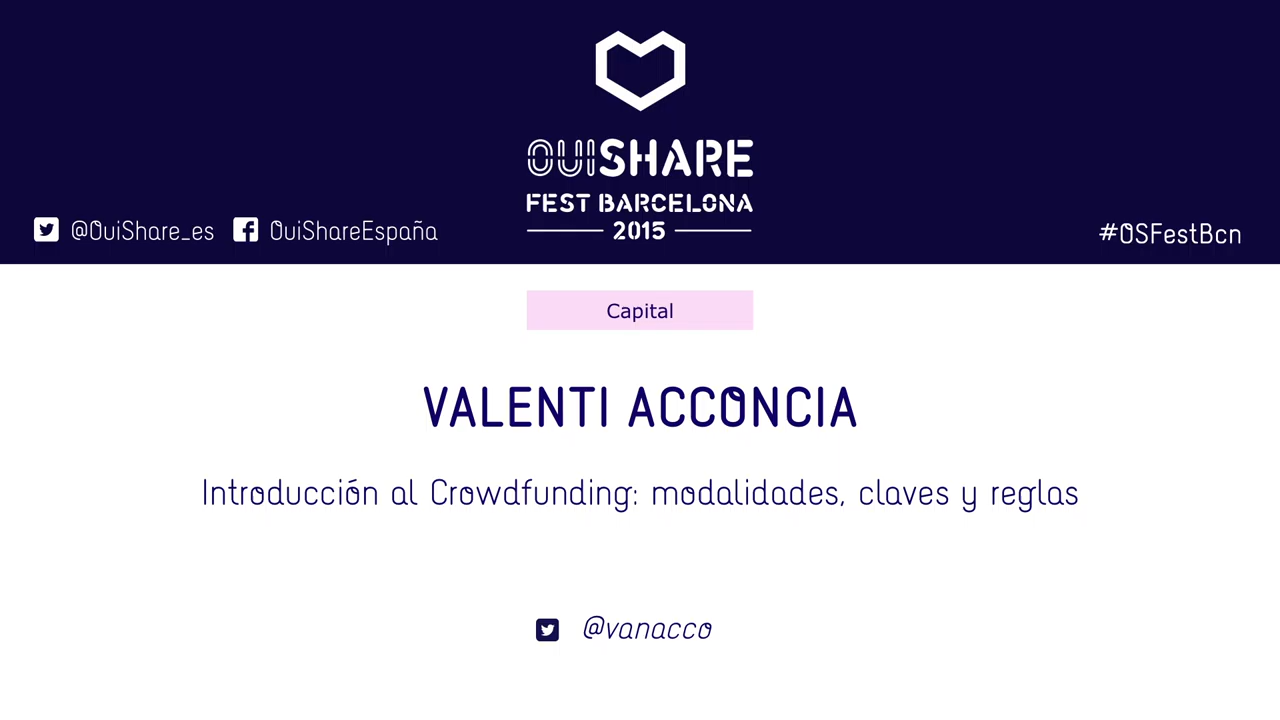 OUISHARE
FEST BARCELONA
2015
@OuiShare_es OuiShareEspaña
#OSFestBcn
Capital
VALENTI ACCONCIA
Introducción al Crowdfunding: modalidades, claves y reglas
@vanacco